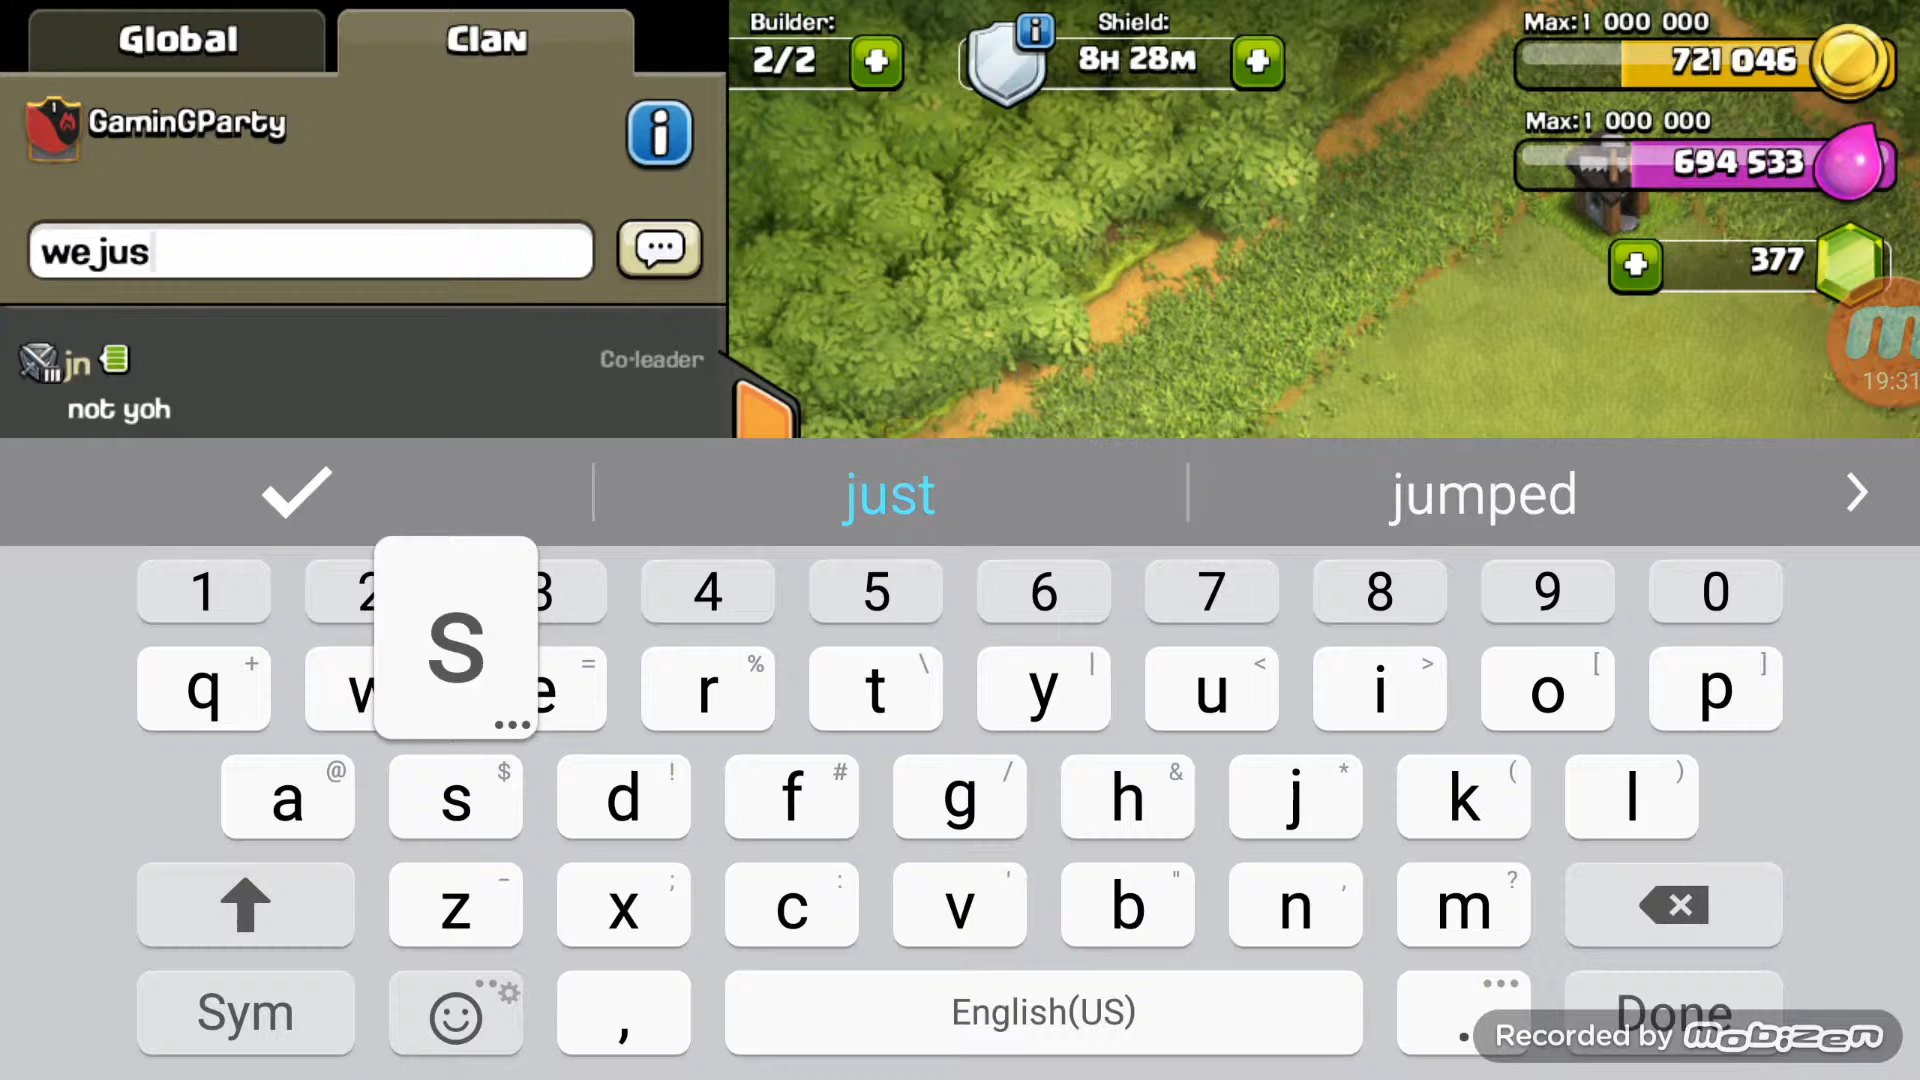 Global
Clan
Builder:
2/2
Shield:
8H 28M
Max: 1 000 000
721 046
GaminGParty
Max: 1 000 000
694 533
we jus
377
jn
Co-leader
not yoh
19:31
just
jumped
1 2 3 4 5 6 7 8 9 0
S
q + w e = r % t \ y | u < i > o [ p ]
a @ s $ d ! f # g / h & j * k ( l )
z - x ; c : v ' b " n , m ?
Sym , English(US) . Done
Recorded by mobizen